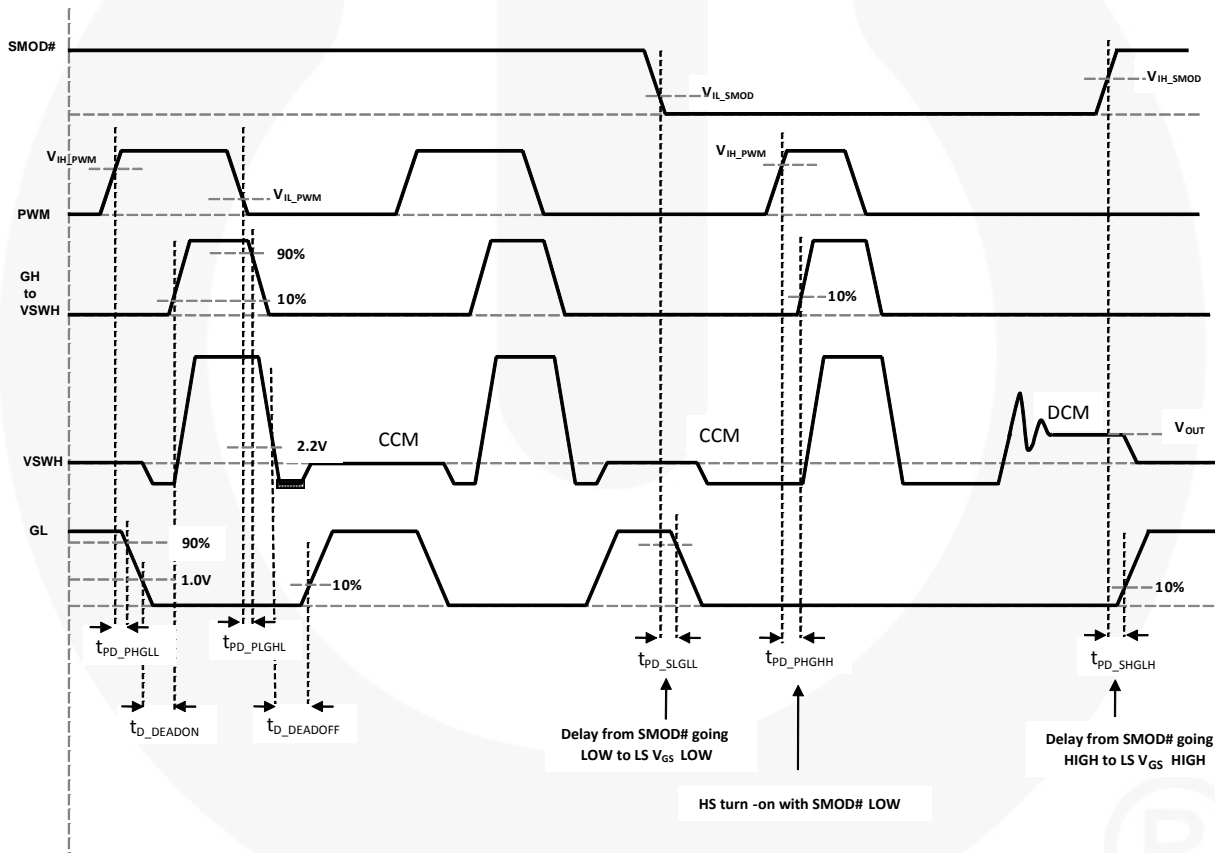 SMOD#
V_IL_SMOD
V_IH_SMOD
V_IH_PWM
V_IH_PWM
V_IL_PWM
PWM
90%
GH
to
VSWH
10%
10%
DCM
V_OUT
CCM
CCM
2.2V
VSWH
GL
90%
1.0V
10%
10%
t_PD_PHGLL
t_PD_PLGHL
t_PD_SLGLL
t_PD_PHGHH
t_PD_SHGLH
t_D_DEADON
t_D_DEADOFF
Delay from SMOD# going
LOW to LS V_GS LOW
Delay from SMOD# going
HIGH to LS V_GS HIGH
HS turn -on with SMOD# LOW
R